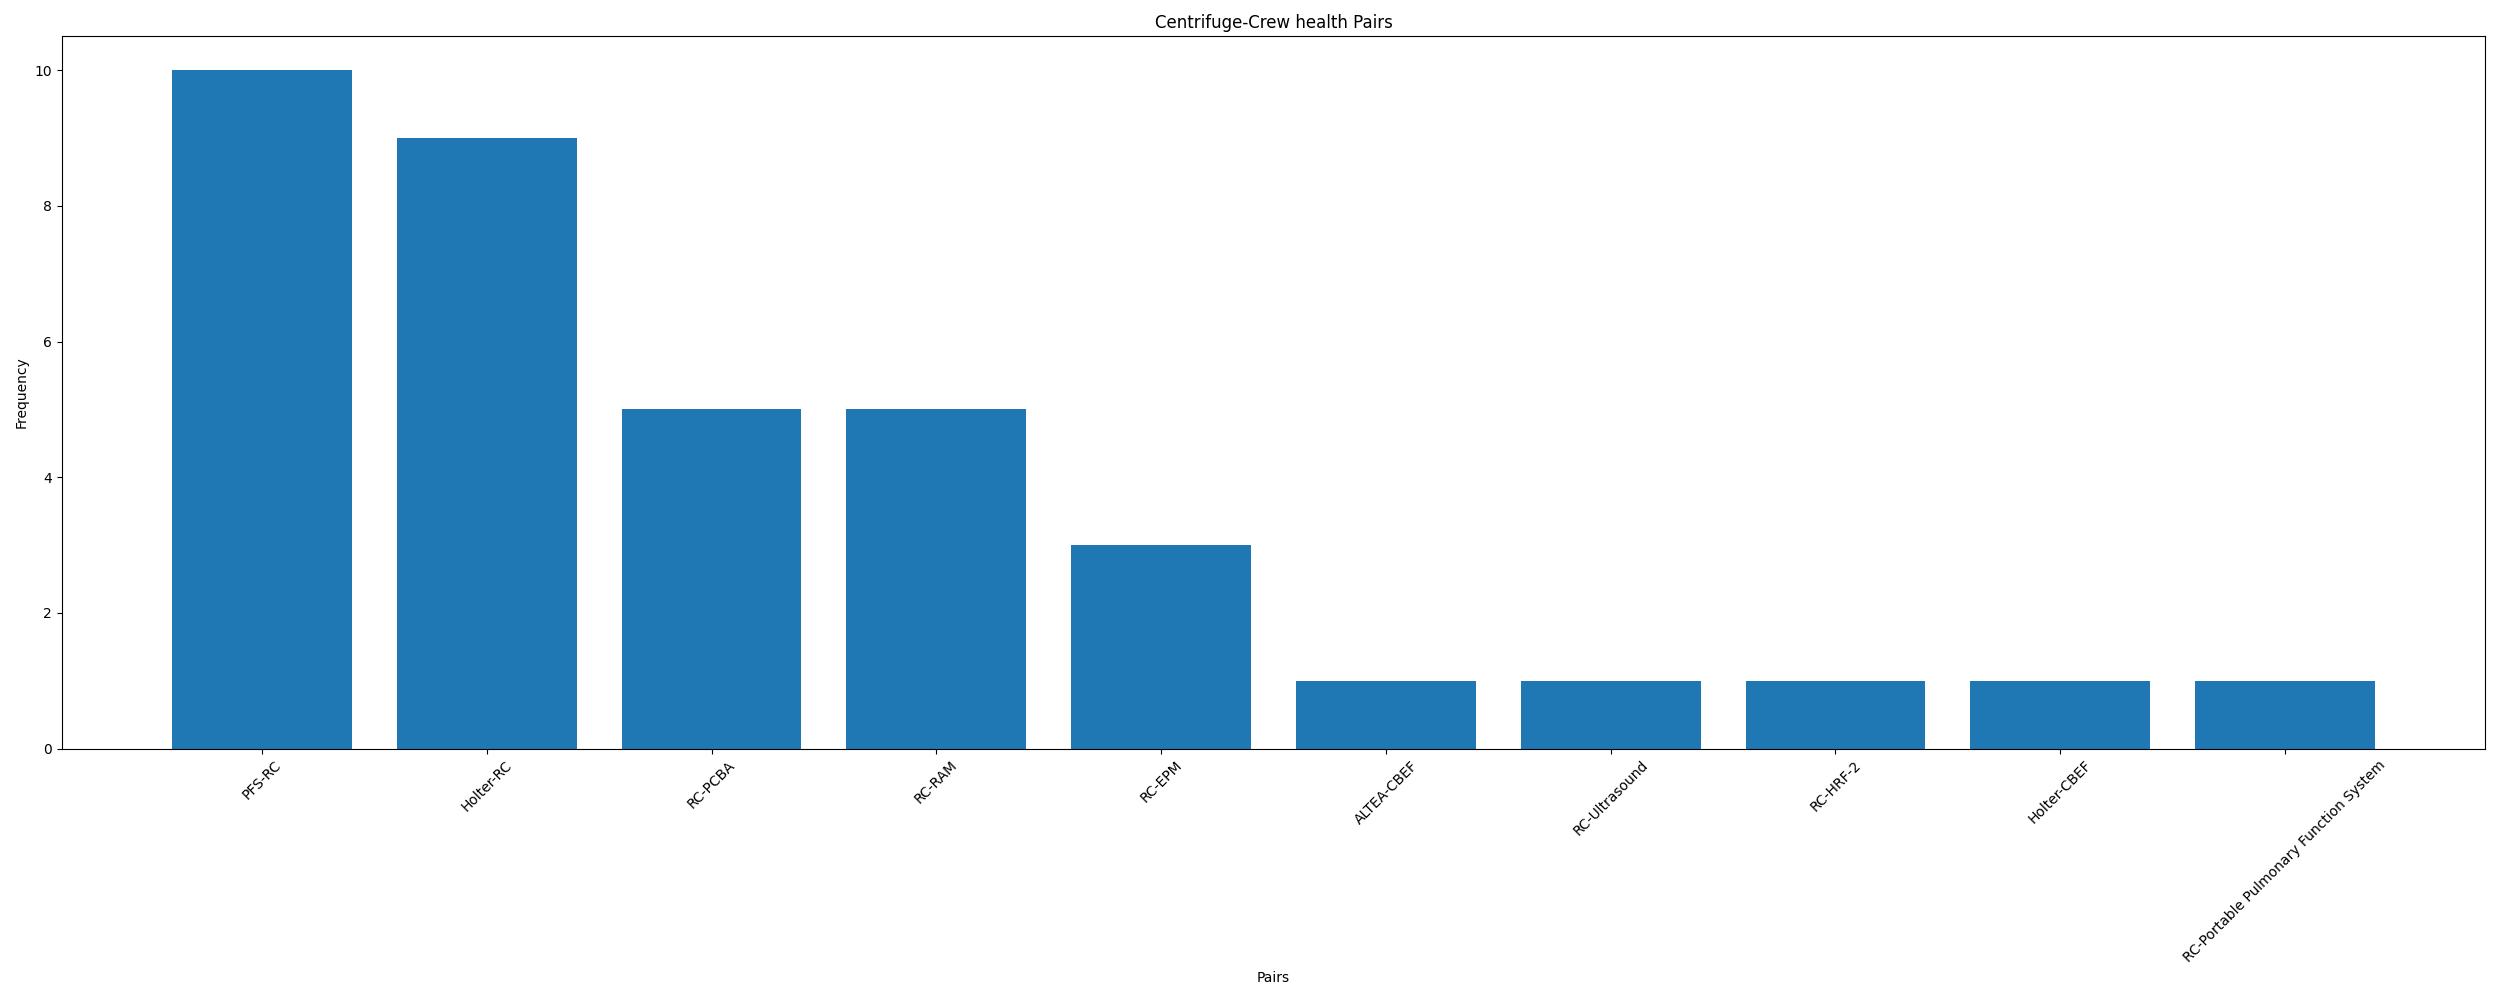 Centrifuge-Crew health Pairs
Frequency
10
8
6
4
2
0
PFS-RC
Holter-RC
RC-PCBA
RC-RAM
RC-EPM
ALTEA-CBEF
RC-Ultrasound
RC-HRF-2
Holter-CBEF
RC-Portable Pulmonary Function System
Pairs